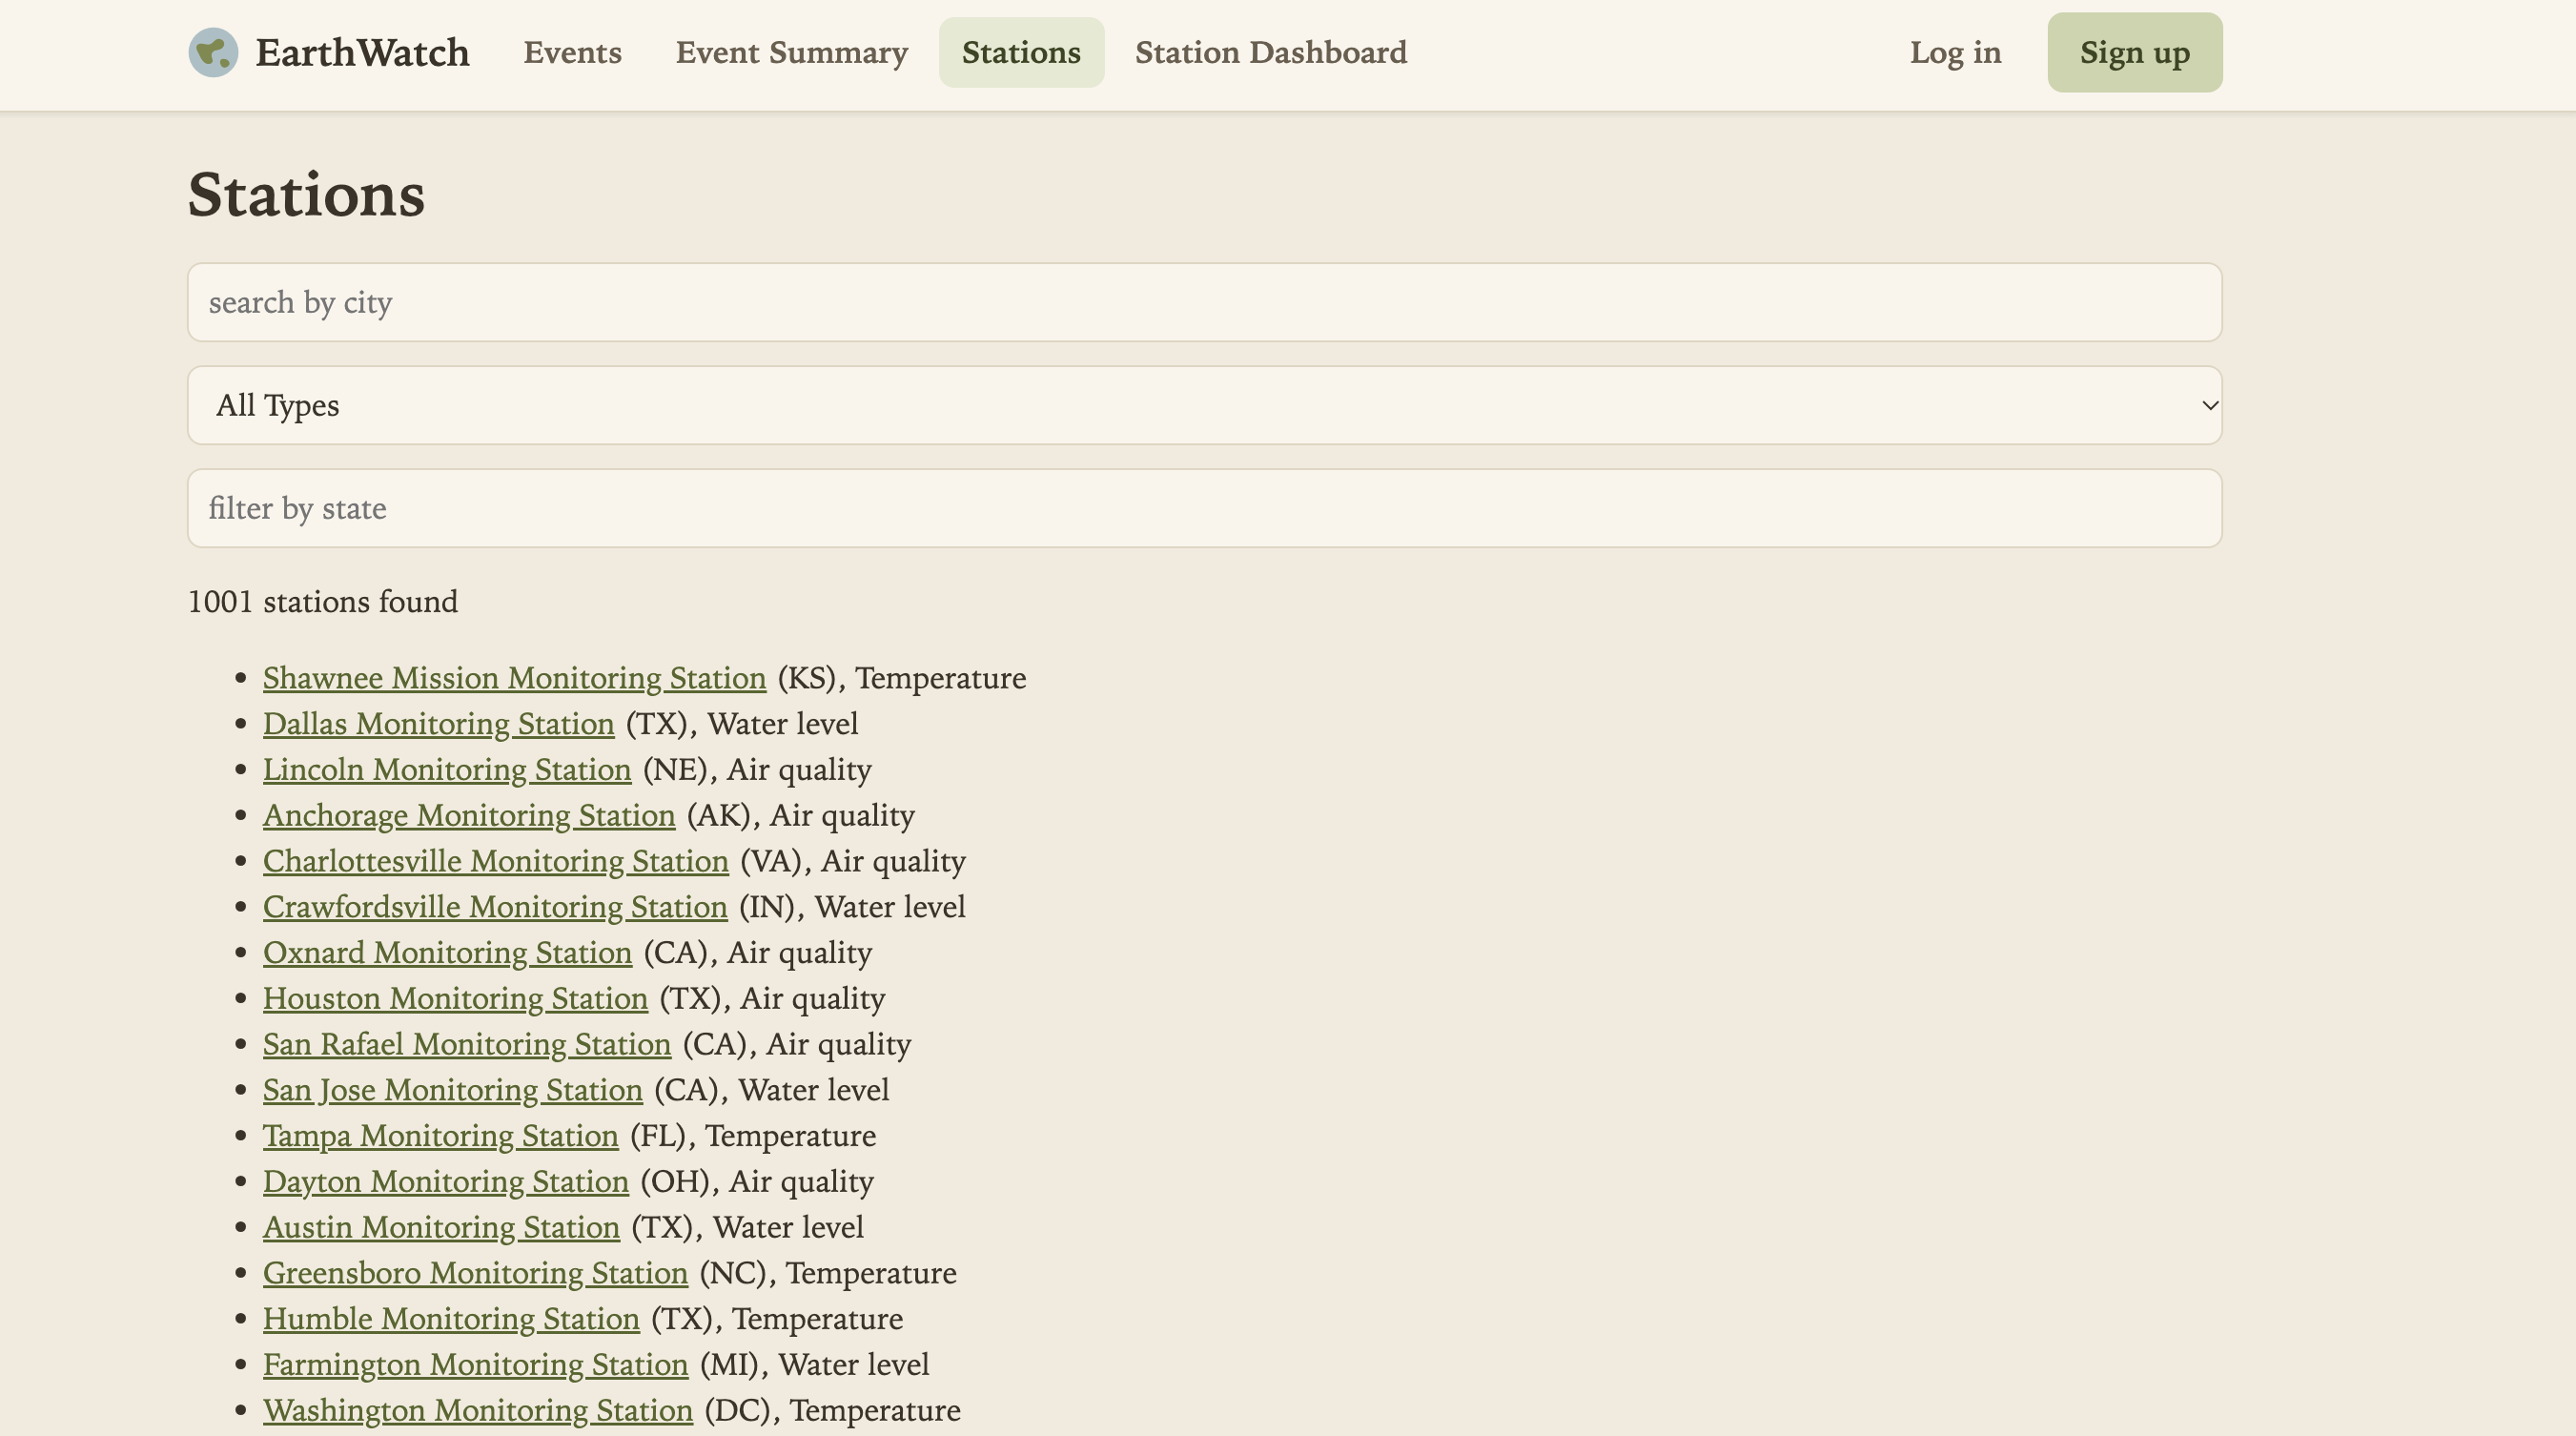 EarthWatch Events Event Summary Stations Station Dashboard Log in Sign up
Stations
search by city
All Types
filter by state
1001 stations found
Shawnee Mission Monitoring Station (KS), Temperature
Dallas Monitoring Station (TX), Water level
Lincoln Monitoring Station (NE), Air quality
Anchorage Monitoring Station (AK), Air quality
Charlottesville Monitoring Station (VA), Air quality
Crawfordsville Monitoring Station (IN), Water level
Oxnard Monitoring Station (CA), Air quality
Houston Monitoring Station (TX), Air quality
San Rafael Monitoring Station (CA), Air quality
San Jose Monitoring Station (CA), Water level
Tampa Monitoring Station (FL), Temperature
Dayton Monitoring Station (OH), Air quality
Austin Monitoring Station (TX), Water level
Greensboro Monitoring Station (NC), Temperature
Humble Monitoring Station (TX), Temperature
Farmington Monitoring Station (MI), Water level
Washington Monitoring Station (DC), Temperature